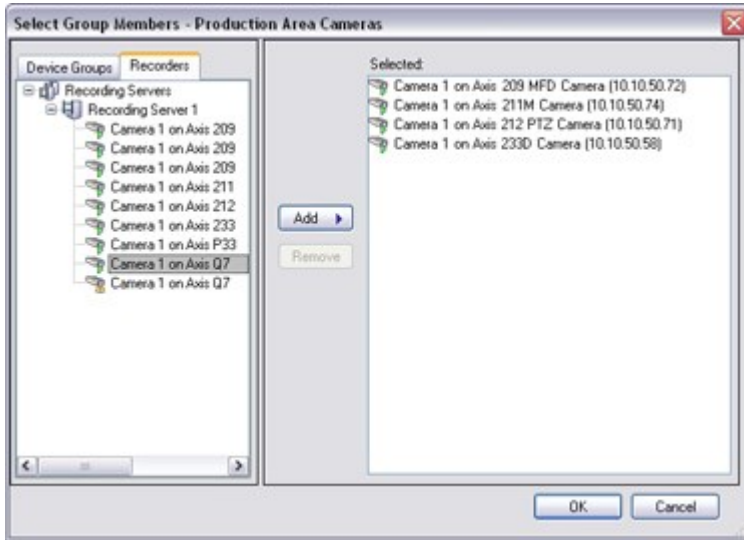 Select Group Members - Production Area Cameras
Device Groups
Recorders
Recording Servers
Recording Server 1
Camera 1 on Axis 209
Camera 1 on Axis 209
Camera 1 on Axis 209
Camera 1 on Axis 211
Camera 1 on Axis 212
Camera 1 on Axis 233
Camera 1 on Axis P33
Camera 1 on Axis Q7
Camera 1 on Axis Q7
Add
Remove
Selected:
Camera 1 on Axis 209 MFD Camera (10.10.50.72)
Camera 1 on Axis 211M Camera (10.10.50.74)
Camera 1 on Axis 212 PTZ Camera (10.10.50.71)
Camera 1 on Axis 233D Camera (10.10.50.58)
OK
Cancel